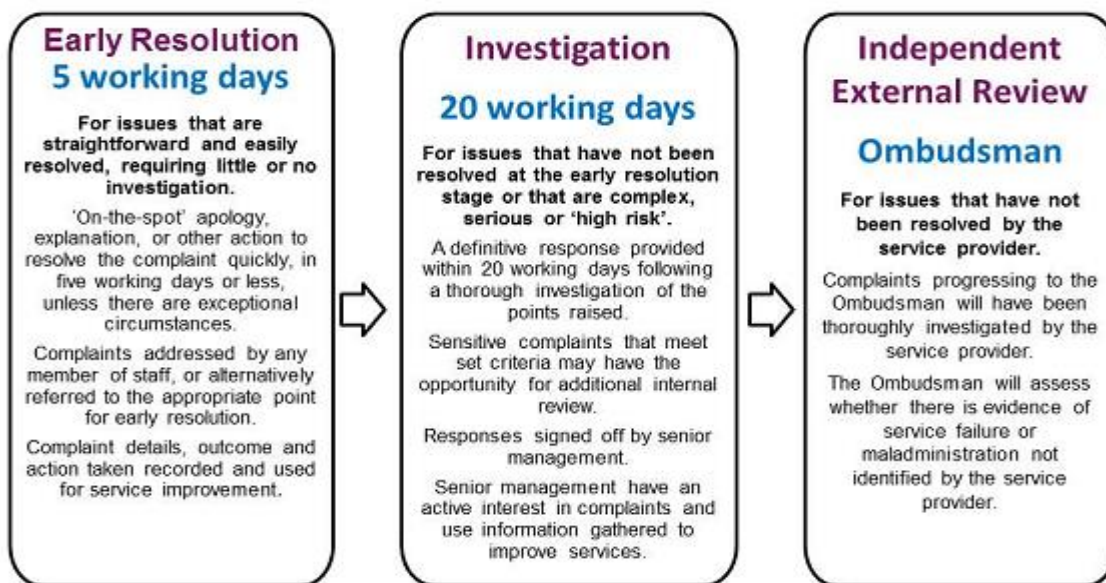 Early Resolution
5 working days
For issues that are
straightforward and easily
resolved, requiring little or no
investigation.
'On-the-spot' apology,
explanation, or other action to
resolve the complaint quickly, in
five working days or less,
unless there are exceptional
circumstances.
Complaints addressed by any
member of staff, or alternatively
referred to the appropriate point
for early resolution.
Complaint details, outcome and
action taken recorded and used
for service improvement.
Investigation
20 working days
For issues that have not been
resolved at the early resolution
stage or that are complex,
serious or 'high risk'.
A definitive response provided
within 20 working days following
a thorough investigation of the
points raised.
Sensitive complaints that meet
set criteria may have the
opportunity for additional internal
review.
Responses signed off by senior
management.
Senior management have an
active interest in complaints and
use information gathered to
improve services.
Independent
External Review
Ombudsman
For issues that have not
been resolved by the
service provider.
Complaints progressing to the
Ombudsman will have been
thoroughly investigated by the
service provider.
The Ombudsman will assess
whether there is evidence of
service failure or
maladministration not
identified by the service
provider.